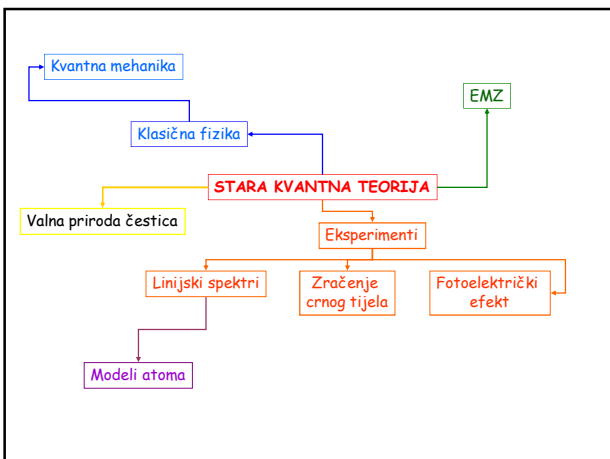 Kvantna mehanika
EMZ
Klasična fizika
STARA KVANTNA TEORIJA
Valna priroda čestica
Eksperimenti
Linijski spektri
Zračenje
crnog tijela
Fotoelektrički
efekt
Modeli atoma